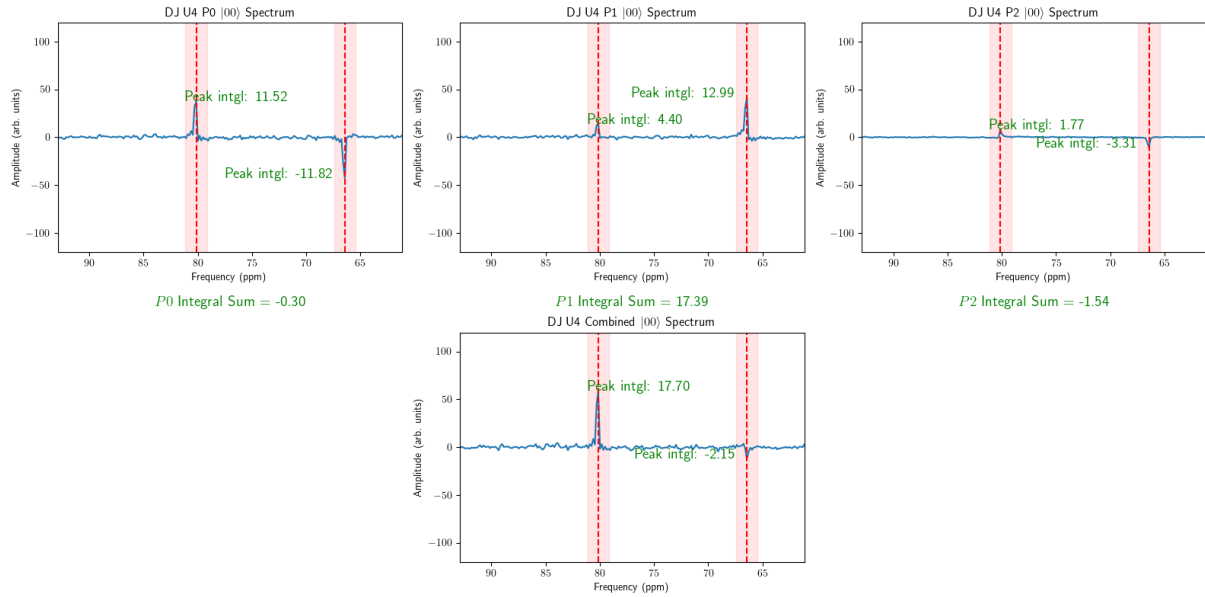 DJ U4 P0 |00⟩ Spectrum
Amplitude (arb. units)
100
50
0
−50
−100
Peak intgl: 11.52
Peak intgl: -11.82
90 85 80 75 70 65
Frequency (ppm)
P0 Integral Sum = -0.30
DJ U4 P1 |00⟩ Spectrum
Amplitude (arb. units)
100
50
0
−50
−100
Peak intgl: 12.99
Peak intgl: 4.40
90 85 80 75 70 65
Frequency (ppm)
P1 Integral Sum = 17.39
DJ U4 P2 |00⟩ Spectrum
Amplitude (arb. units)
100
50
0
−50
−100
Peak intgl: 1.77
Peak intgl: -3.31
90 85 80 75 70 65
Frequency (ppm)
P2 Integral Sum = -1.54
DJ U4 Combined |00⟩ Spectrum
Amplitude (arb. units)
100
50
0
−50
−100
Peak intgl: 17.70
Peak intgl: -2.15
90 85 80 75 70 65
Frequency (ppm)